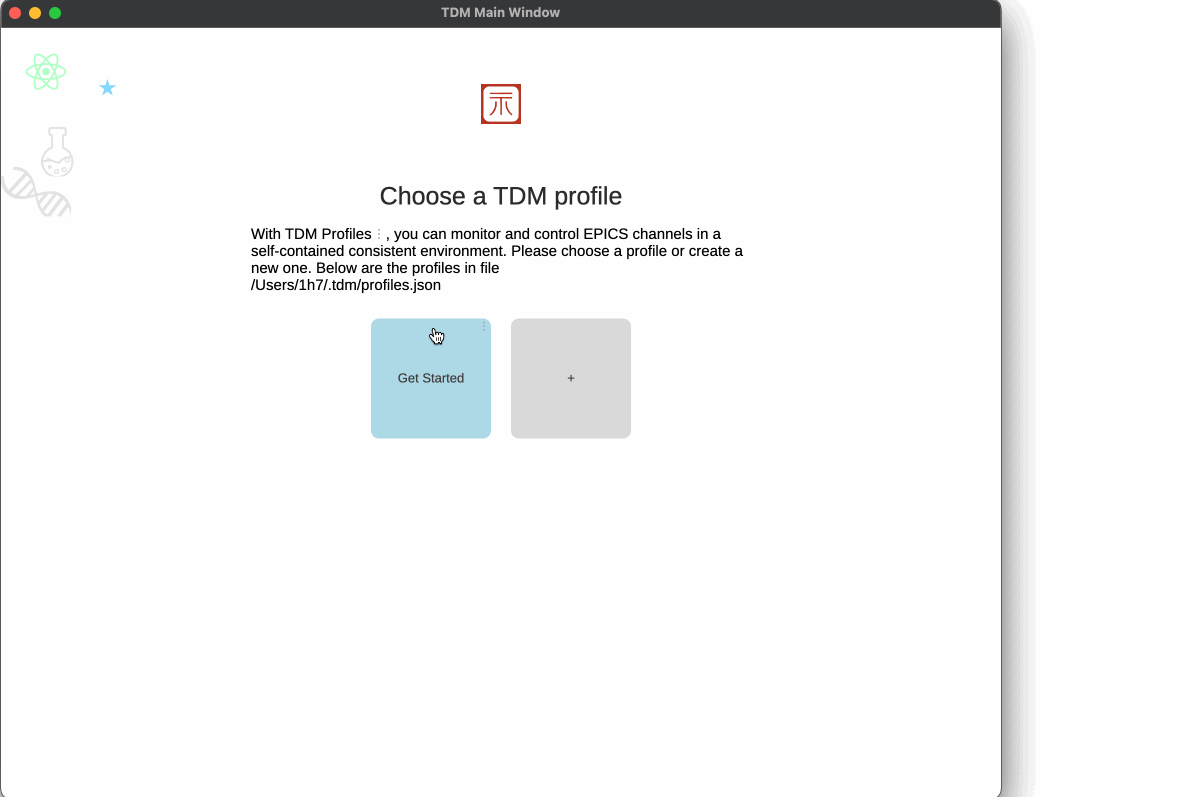 TDM Main Window
Choose a TDM profile
With TDM Profiles ⋮ , you can monitor and control EPICS channels in a
self-contained consistent environment. Please choose a profile or create a
new one. Below are the profiles in file
/Users/1h7/.tdm/profiles.json
Get Started
+